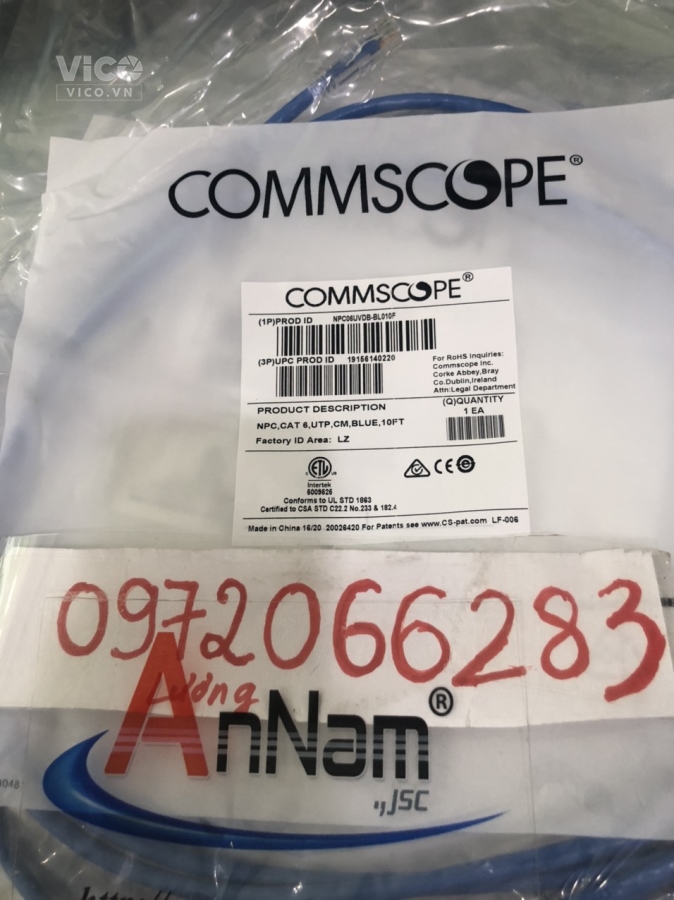 ViCO
VICO.VN
COMMSCOPE®
COMMSCOPE®
(1P)PROD ID NPC06UVDB-BL010F
(3P)UPC PROD ID 19156140220
For RoHS inquiries:
Commscope Inc.
Corke Abbey,Bray
Co.Dublin,Ireland
Attn:Legal Department
PRODUCT DESCRIPTION
(Q)QUANTITY
1 EA
NPC,CAT 6,UTP,CM,BLUE,10FT
Factory ID Area: LZ
ETL
Intertek
6009626
Conforms to UL STD 1863
Certified to CSA STD C22.2 No.233 & 182.4
CE
Made in China 16/20 20026420 For Patents see www.CS-pat.com LF-006
0972066283
Lương
AnNam®
JSC